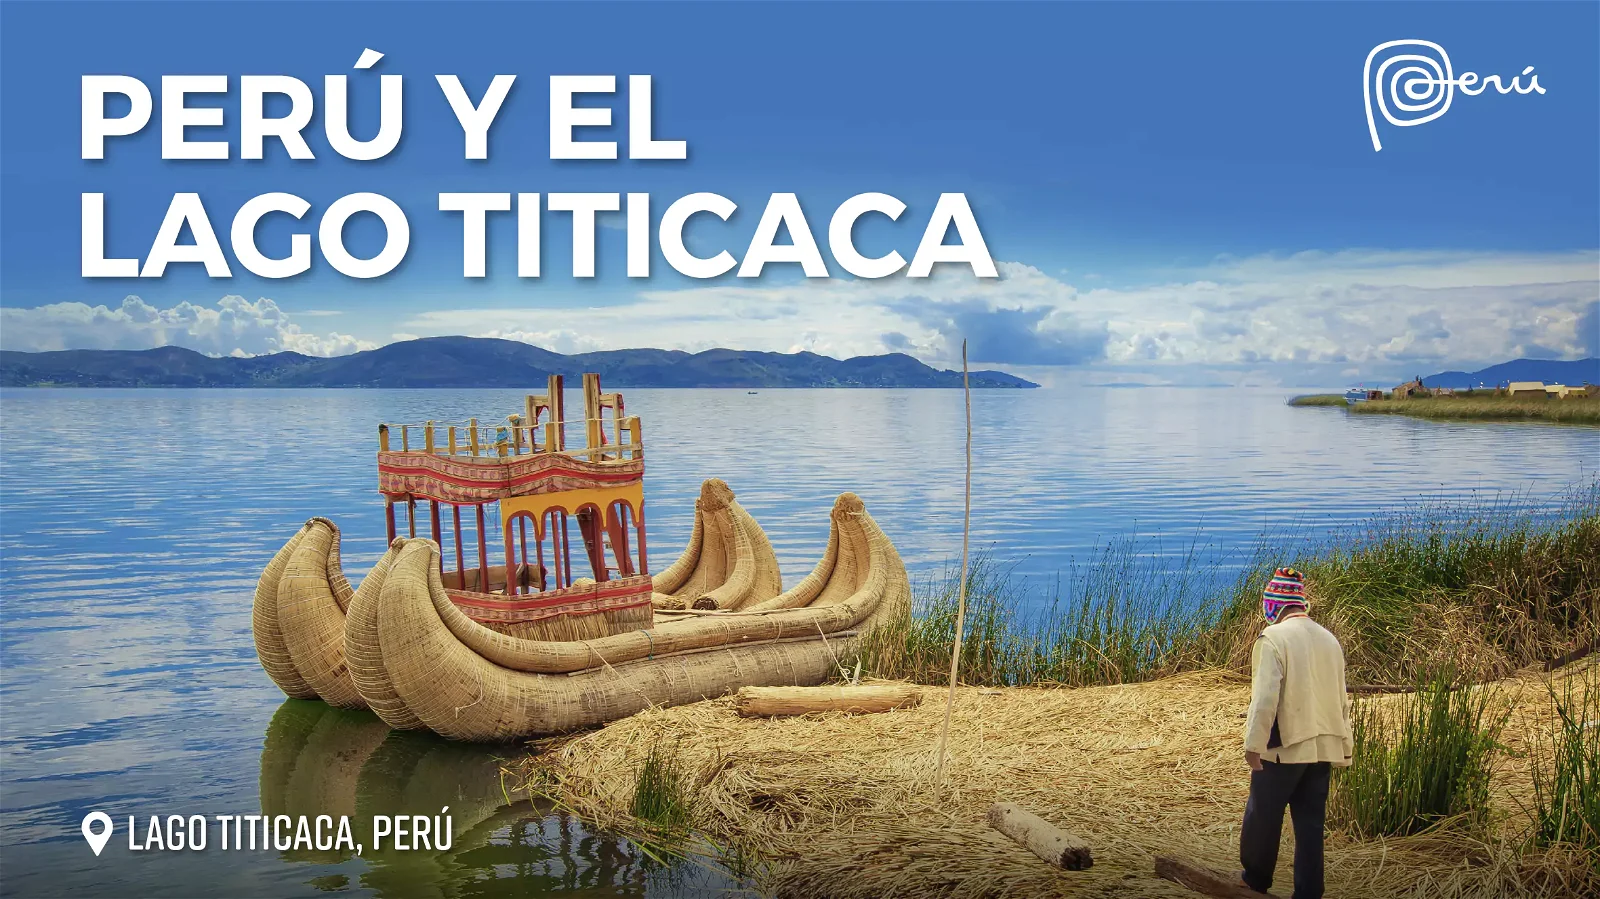 PERÚ Y EL
LAGO TITICACA
Perú
LAGO TITICACA, PERÚ